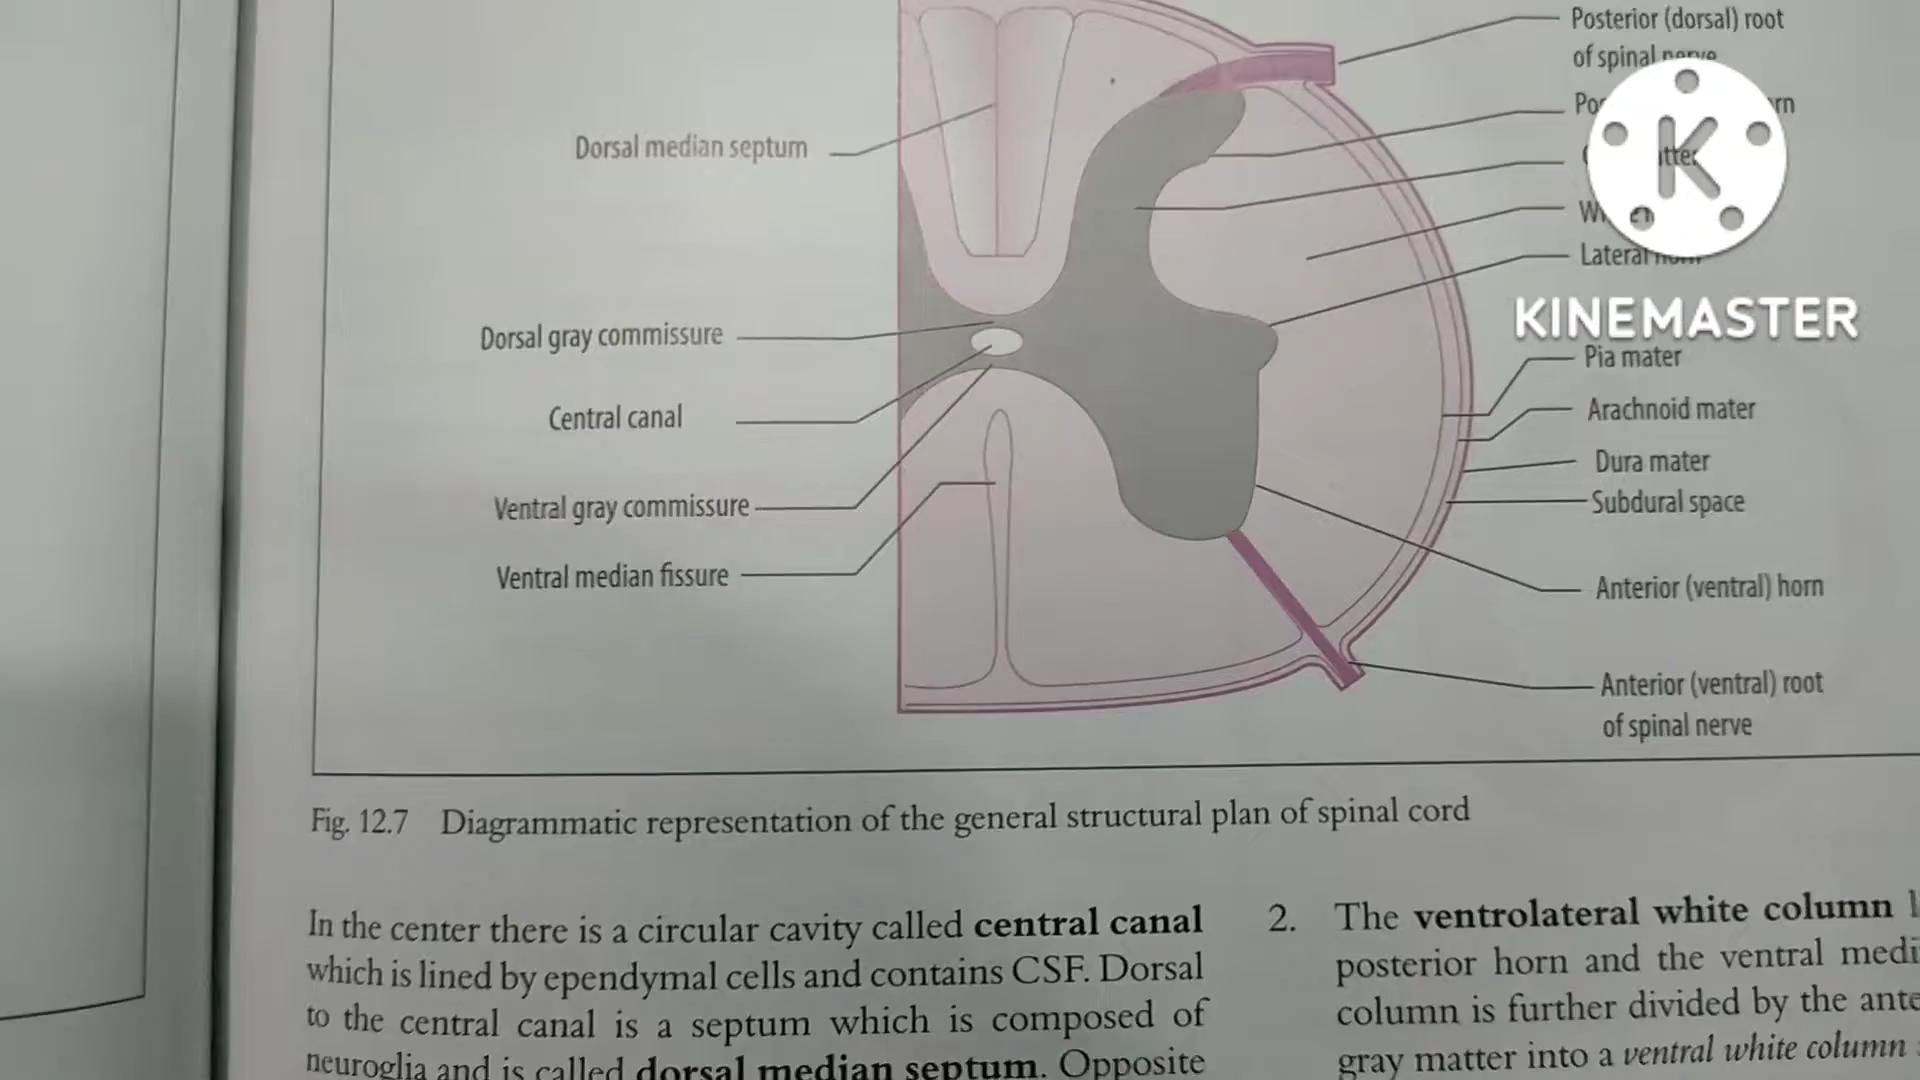 Posterior (dorsal) root
of spinal nerve
Dorsal median septum
Lateral horn
Dorsal gray commissure
KINEMASTER
Pia mater
Central canal
Arachnoid mater
Dura mater
Ventral gray commissure
Subdural space
Ventral median fissure
Anterior (ventral) horn
Anterior (ventral) root
of spinal nerve
Fig. 12.7 Diagrammatic representation of the general structural plan of spinal cord
In the center there is a circular cavity called central canal
which is lined by ependymal cells and contains CSF. Dorsal
to the central canal is a septum which is composed of
neuroglia and is called dorsal median septum. Opposite
2. The ventrolateral white column
posterior horn and the ventral
column is further divided by the
gray matter into a ventral white column